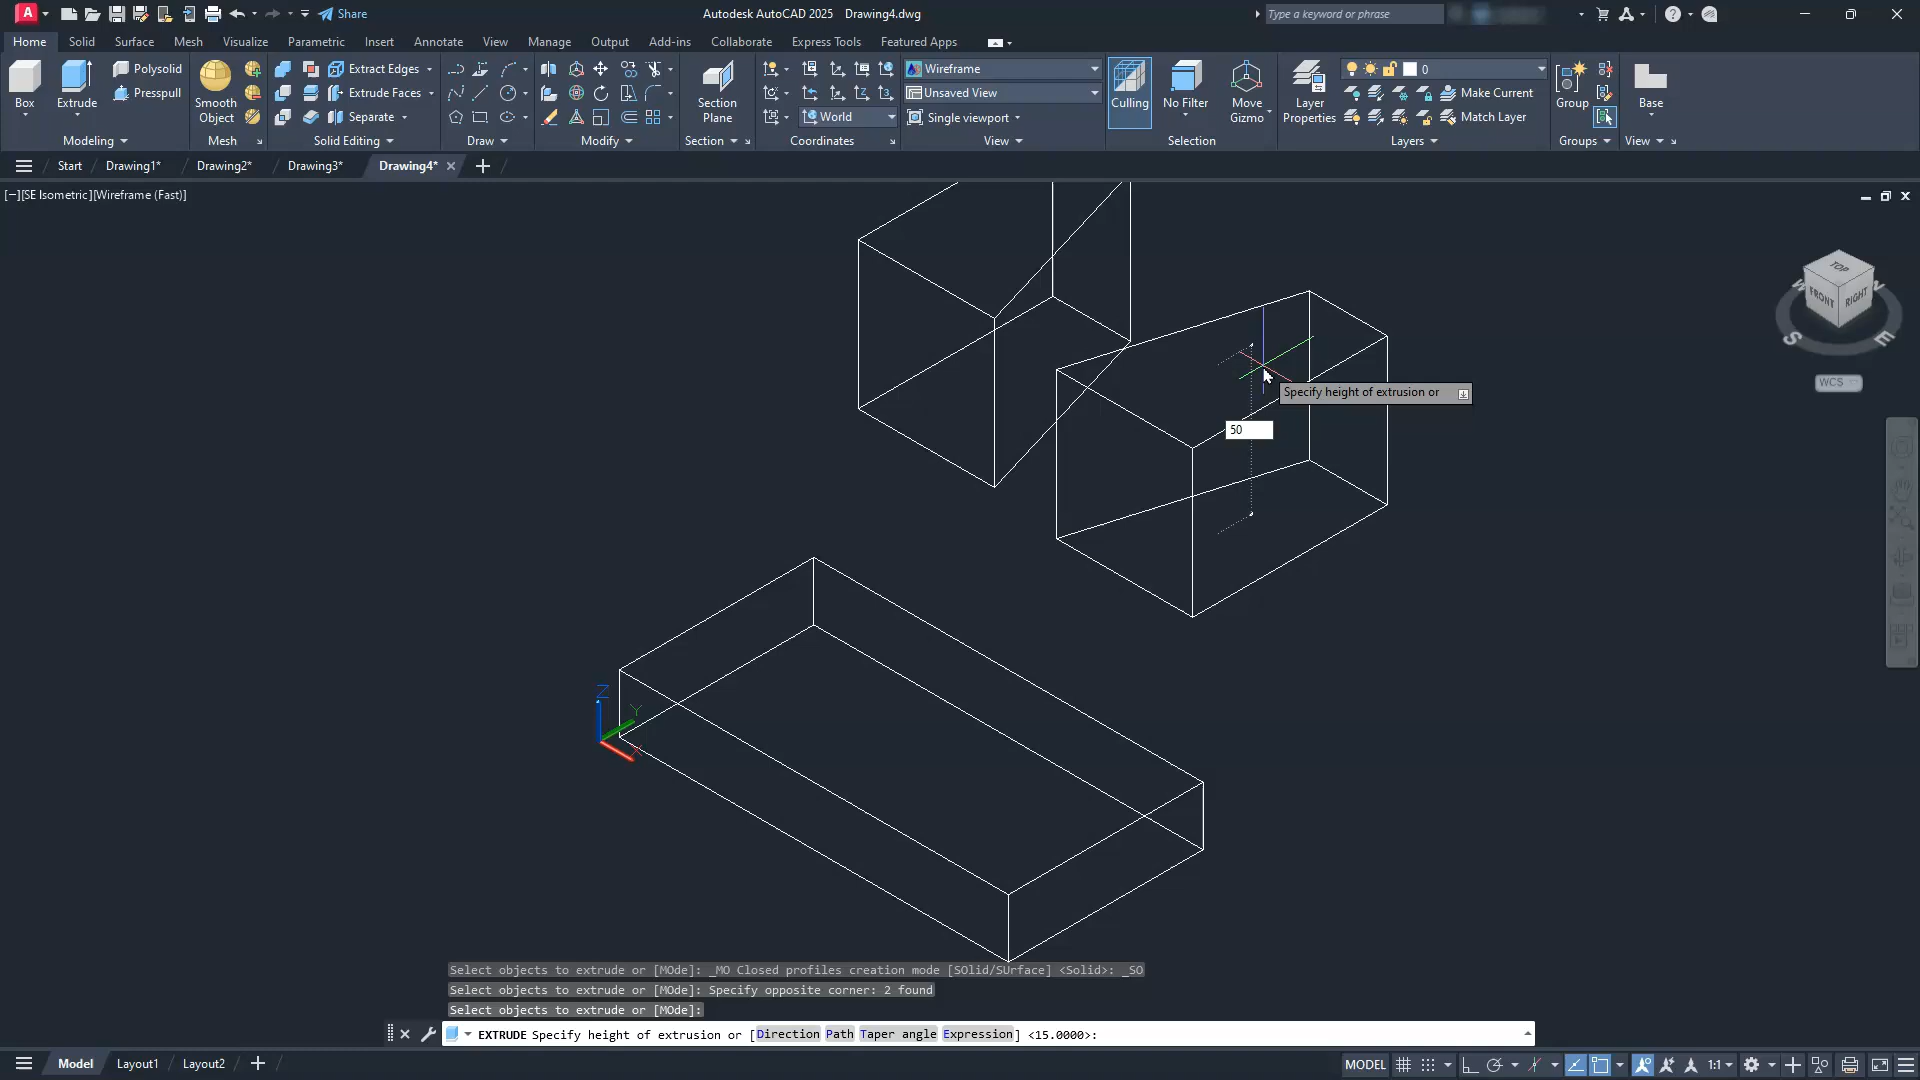 Share
Autodesk AutoCAD 2025 Drawing4.dwg
Type a keyword or phrase
Home Solid Surface Mesh Visualize Parametric Insert Annotate View Manage Output Add-ins Collaborate Express Tools Featured Apps
Box
Extrude
Polysolid
Presspull
Modeling
Smooth
Object
Mesh
Extract Edges
Extrude Faces
Separate
Solid Editing
Draw
Modify
Section
Plane
Section
World
Coordinates
Wireframe
Unsaved View
Single viewport
View
Culling
No Filter
Move
Gizmo
Selection
Layer
Properties
0
Make Current
Match Layer
Layers
Group
Groups
Base
View
Start Drawing1* Drawing2* Drawing3* Drawing4*
[−][SE Isometric][Wireframe (Fast)]
TOP
FRONT
RIGHT
W
N
S
E
WCS
Specify height of extrusion or
50
Z
Y
X
Select objects to extrude or [MOde]: _MO Closed profiles creation mode [SOlid/SUrface] <Solid>: _SO
Select objects to extrude or [MOde]: Specify opposite corner: 2 found
Select objects to extrude or [MOde]:
EXTRUDE Specify height of extrusion or [Direction Path Taper angle Expression] <15.0000>:
Model Layout1 Layout2
MODEL
1:1